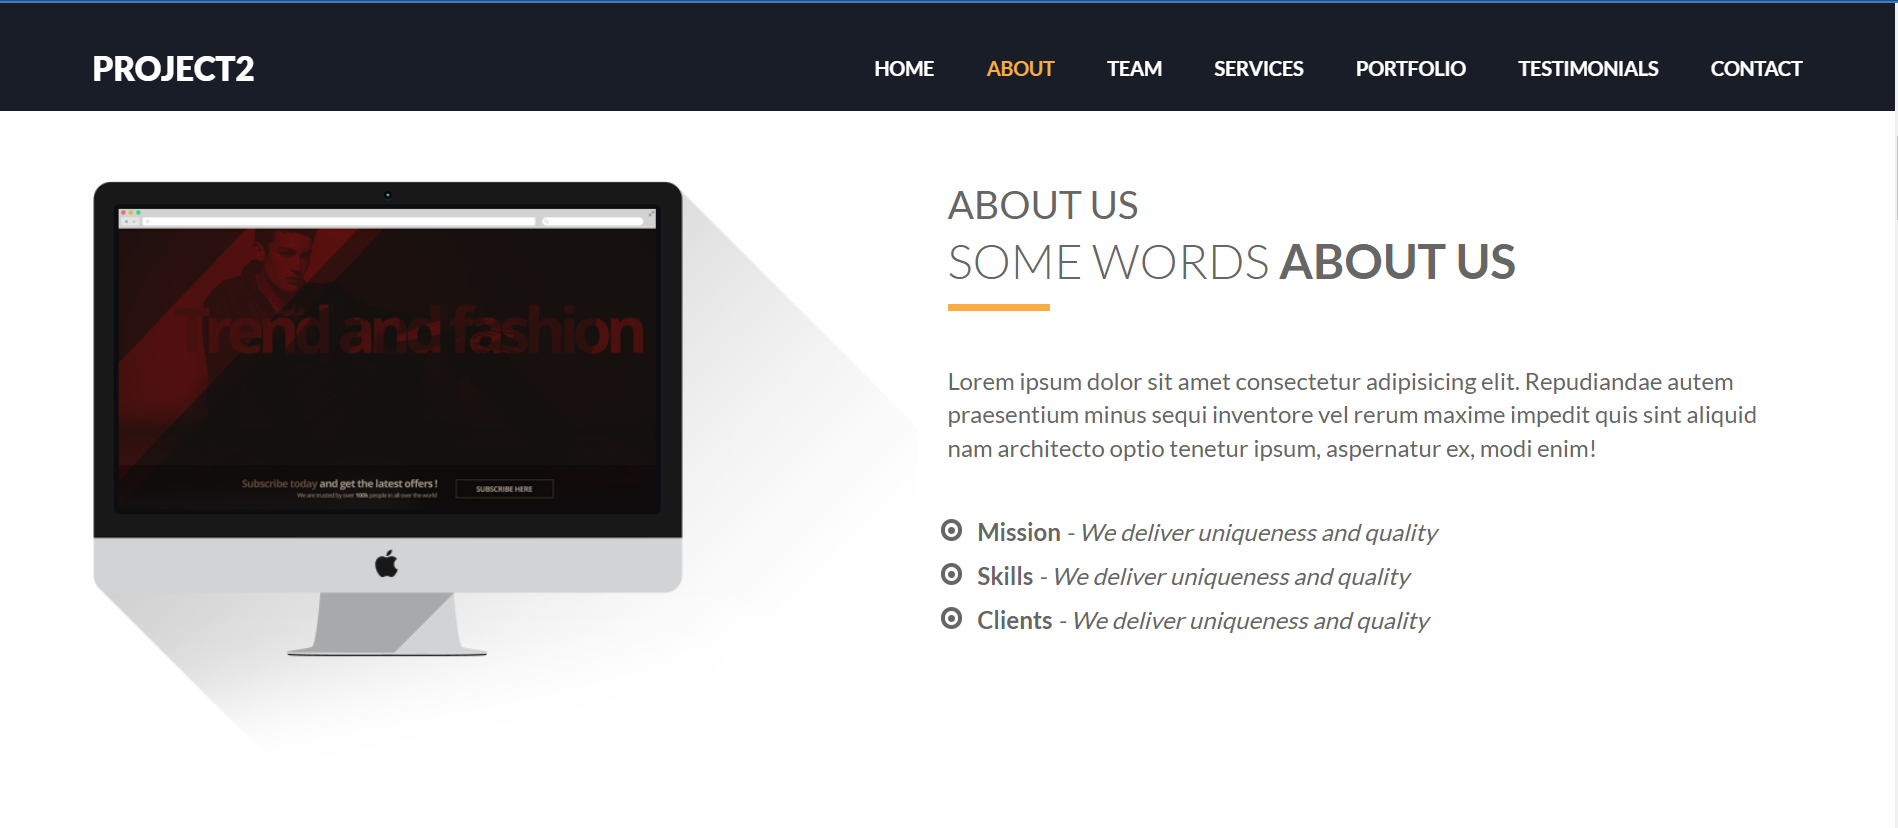 PROJECT2
HOME ABOUT TEAM SERVICES PORTFOLIO TESTIMONIALS CONTACT
Trend and fashion
Subscribe today and get the latest offers !
We are trusted by over 100k people in all over the world
SUBSCRIBE HERE
ABOUT US
SOME WORDS ABOUT US
Lorem ipsum dolor sit amet consectetur adipisicing elit. Repudiandae autem
praesentium minus sequi inventore vel rerum maxime impedit quis sint aliquid
nam architecto optio tenetur ipsum, aspernatur ex, modi enim!
Mission - We deliver uniqueness and quality
Skills - We deliver uniqueness and quality
Clients - We deliver uniqueness and quality